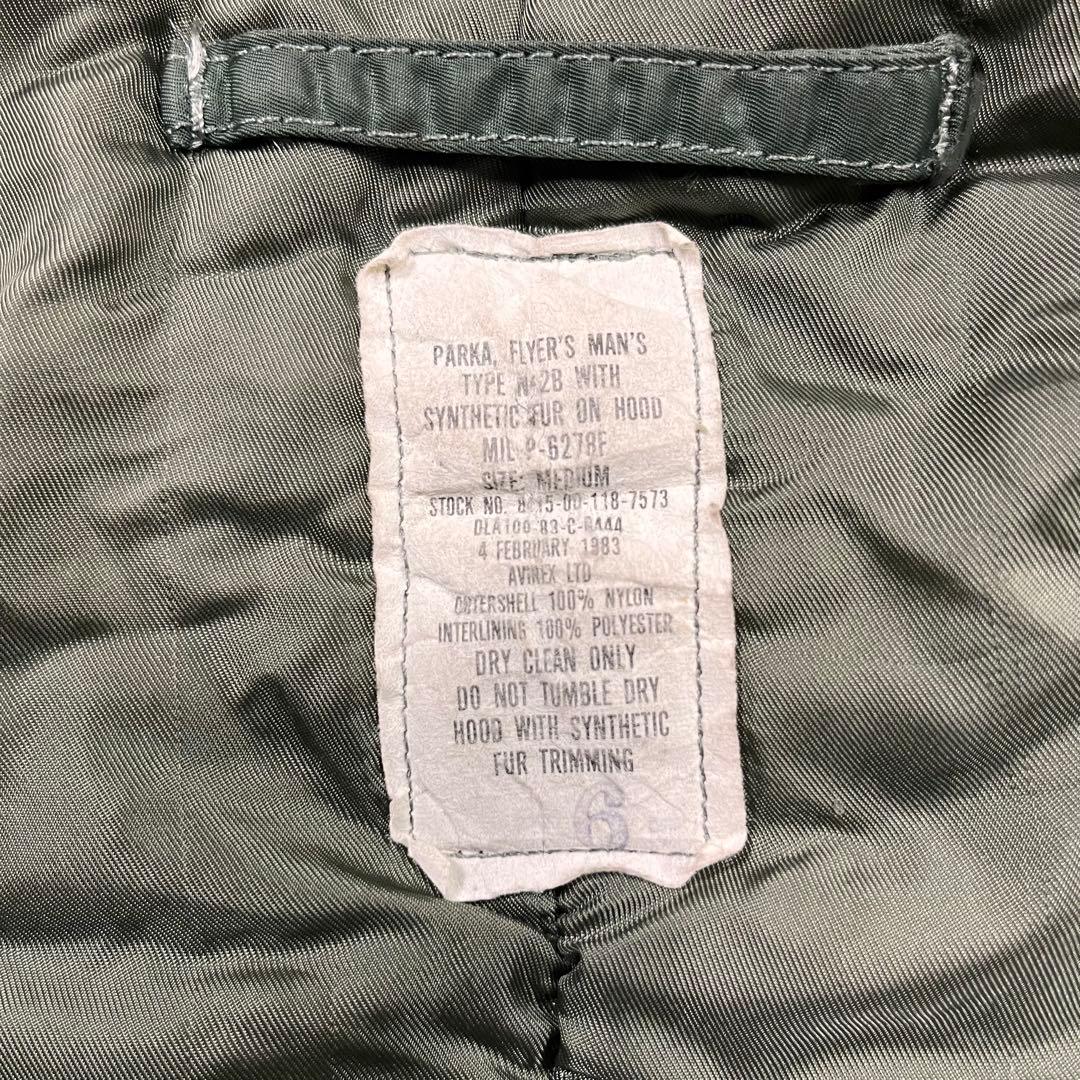 PARKA, FLYER'S MAN'S
TYPE N-2B WITH
SYNTHETIC FUR ON HOOD
MIL-P-6278F
SIZE: MEDIUM
STOCK NO. 8415-00-118-7573
DLA100-83-C-0444
4 FEBRUARY 1983
AVIREX LTD
OUTERSHELL 100% NYLON
INTERLINING 100% POLYESTER
DRY CLEAN ONLY
DO NOT TUMBLE DRY
HOOD WITH SYNTHETIC
FUR TRIMMING
6